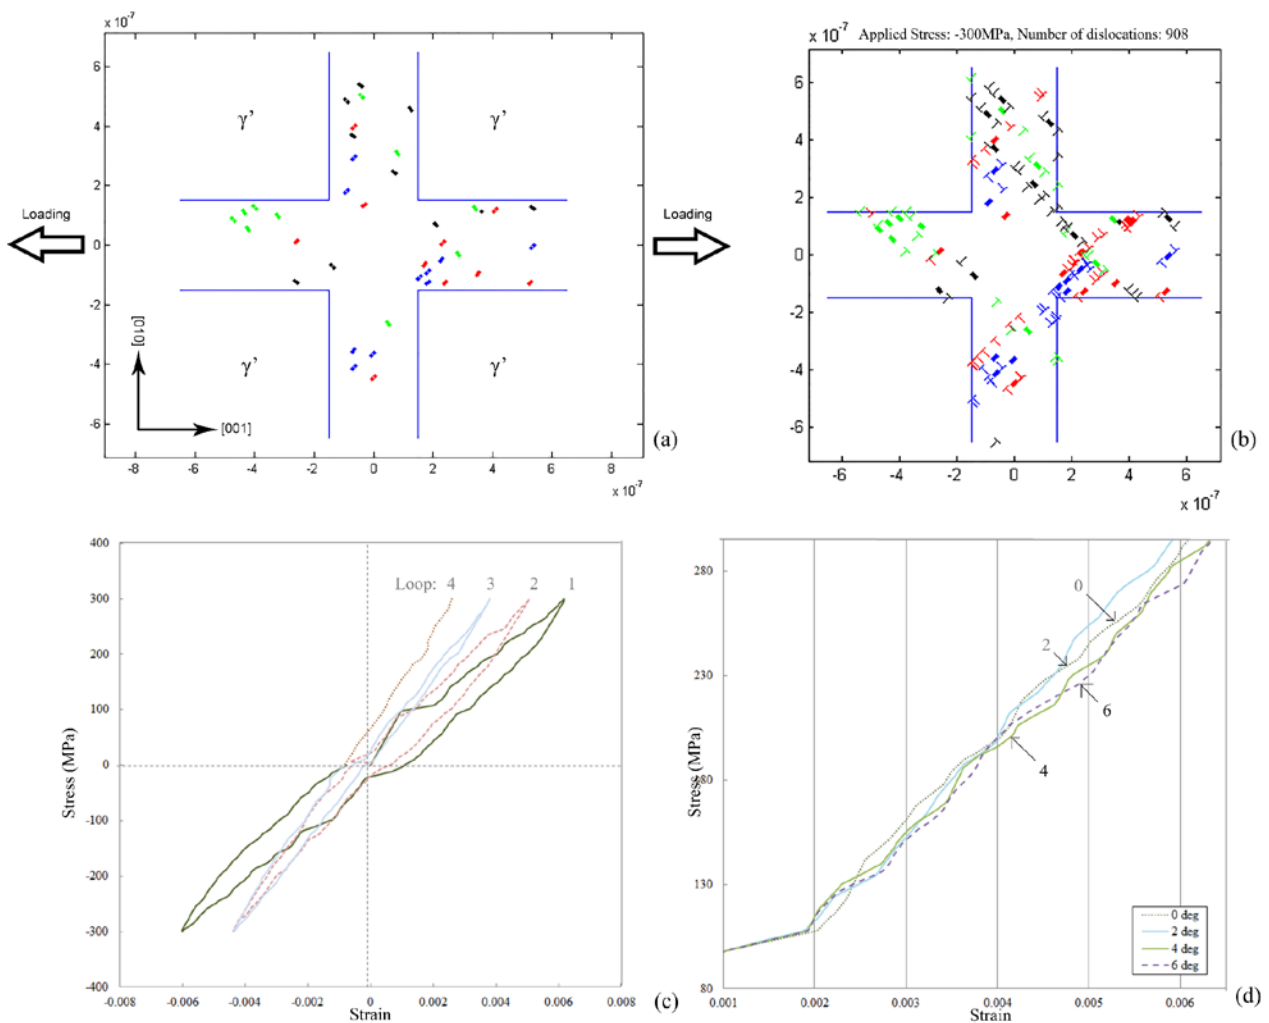 x 10⁻⁷
6
4
2
0
-2
-4
-6
-8
-6
-4
-2
0
2
4
6
8
x 10⁻⁷
γ’
γ’
γ’
γ’
Loading
Loading
[010]
[001]
(a)
x 10⁻⁷
Applied Stress: -300MPa, Number of dislocations: 908
6
4
2
0
-2
-4
-6
-6
-4
-2
0
2
4
6
x 10⁻⁷
(b)
400
300
200
100
0
-100
-200
-300
-400
Stress (MPa)
Loop: 4 3 2 1
-0.008
-0.006
-0.004
-0.002
0
0.002
0.004
0.006
0.008
Strain
(c)
280
230
180
130
80
Stress (MPa)
0
2
6
4
0 deg
2 deg
4 deg
6 deg
0.001
0.002
0.003
0.004
0.005
0.006
Strain
(d)